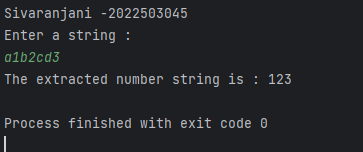 Sivaranjani -2022503045
Enter a string :
a1b2cd3
The extracted number string is : 123
Process finished with exit code 0